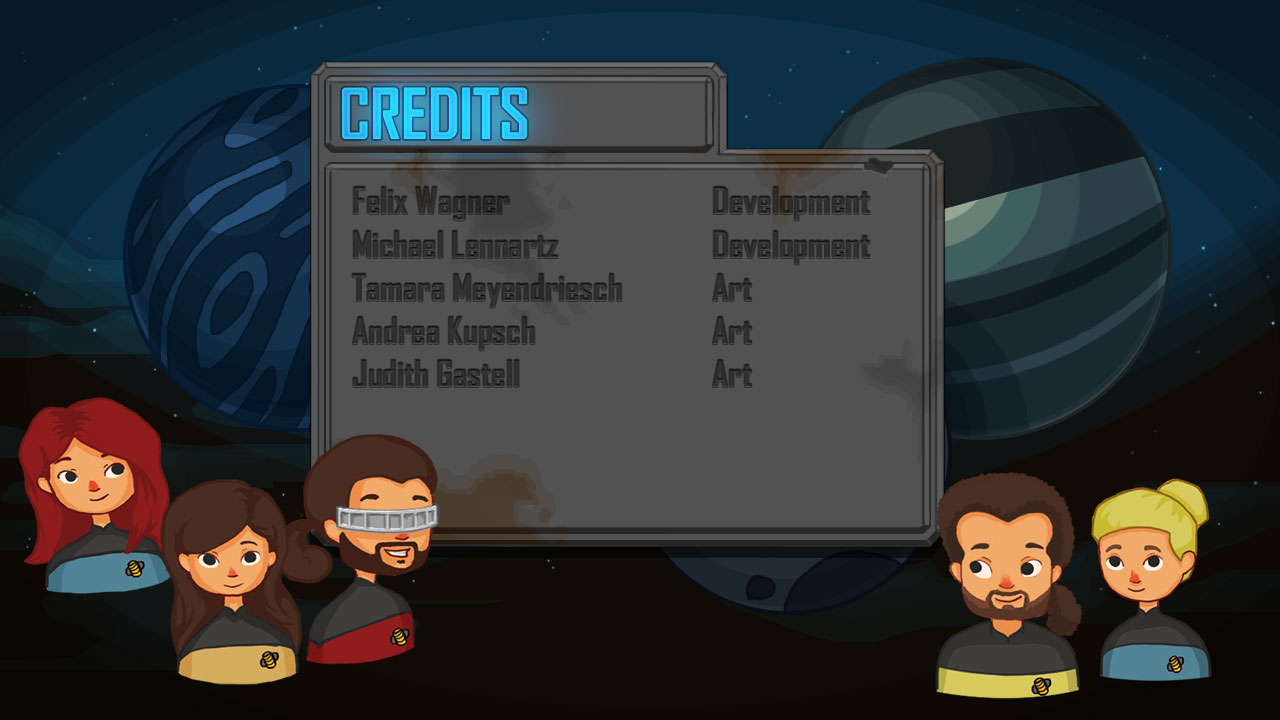 CREDITS
Felix Wagner Development
Michael Lennartz Development
Tamara Meyendriesch Art
Andrea Kupsch Art
Judith Gastell Art